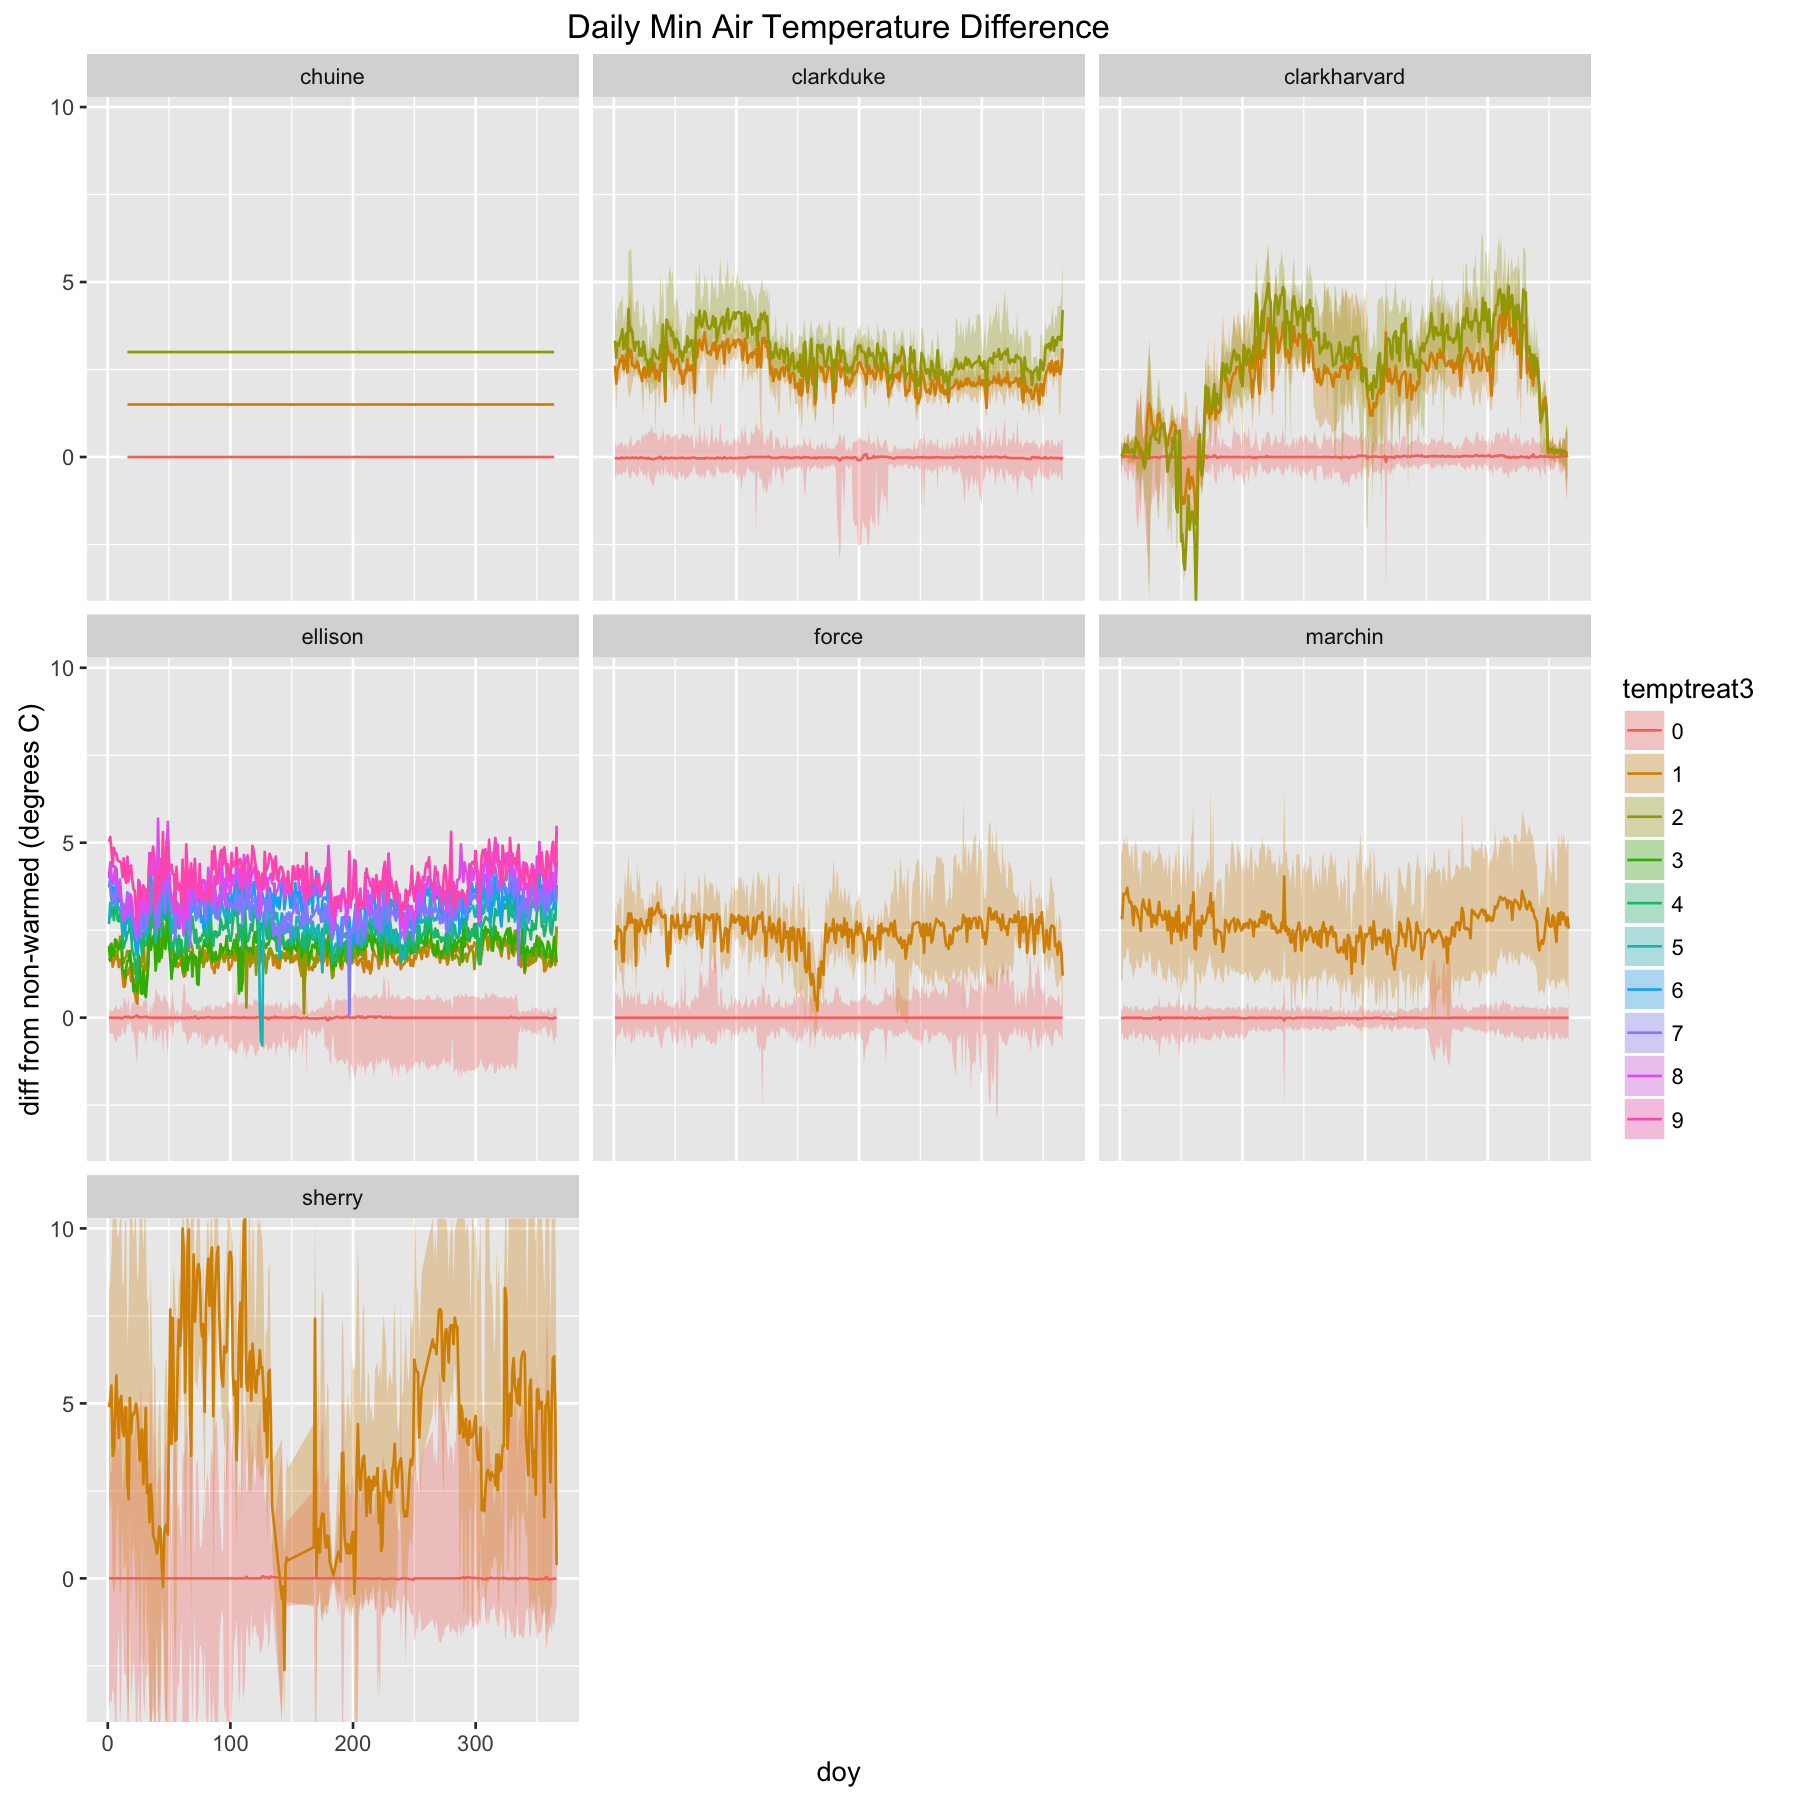 Daily Min Air Temperature Difference
chuine
clarkduke
clarkharvard
10
5
0
ellison
force
marchin
10
5
0
diff from non-warmed (degrees C)
temptreat3
0
1
2
3
4
5
6
7
8
9
sherry
10
5
0
0
100
200
300
doy